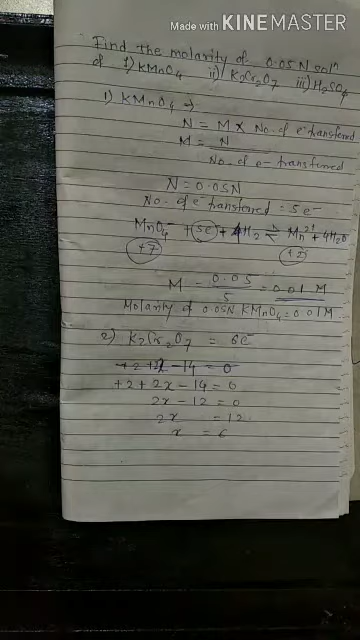 Made with KINEMASTER
Find the molarity of 0.05 N soln
of 1) KMnO4 ii) K2Cr2O7 iii) H2SO4
1) KMnO4 ⇒
N = M × No. of e⁻ transferred
M = N
No. of e⁻ transferred
N = 0.05N
No. of e⁻ transferred = 5e⁻
MnO4⁻ + 5e⁻ + 4H2 ⇌ Mn²⁺ + 4H2O
+7 +2
M = 0.05 = 0.01 M
5
Molarity of 0.05N KMnO4 = 0.01M
2) K2Cr2O7 = 6e⁻
+2+2x - 14 = 0
+2 + 2x - 14 = 0
2x - 12 = 0
2x = 12
x = 6